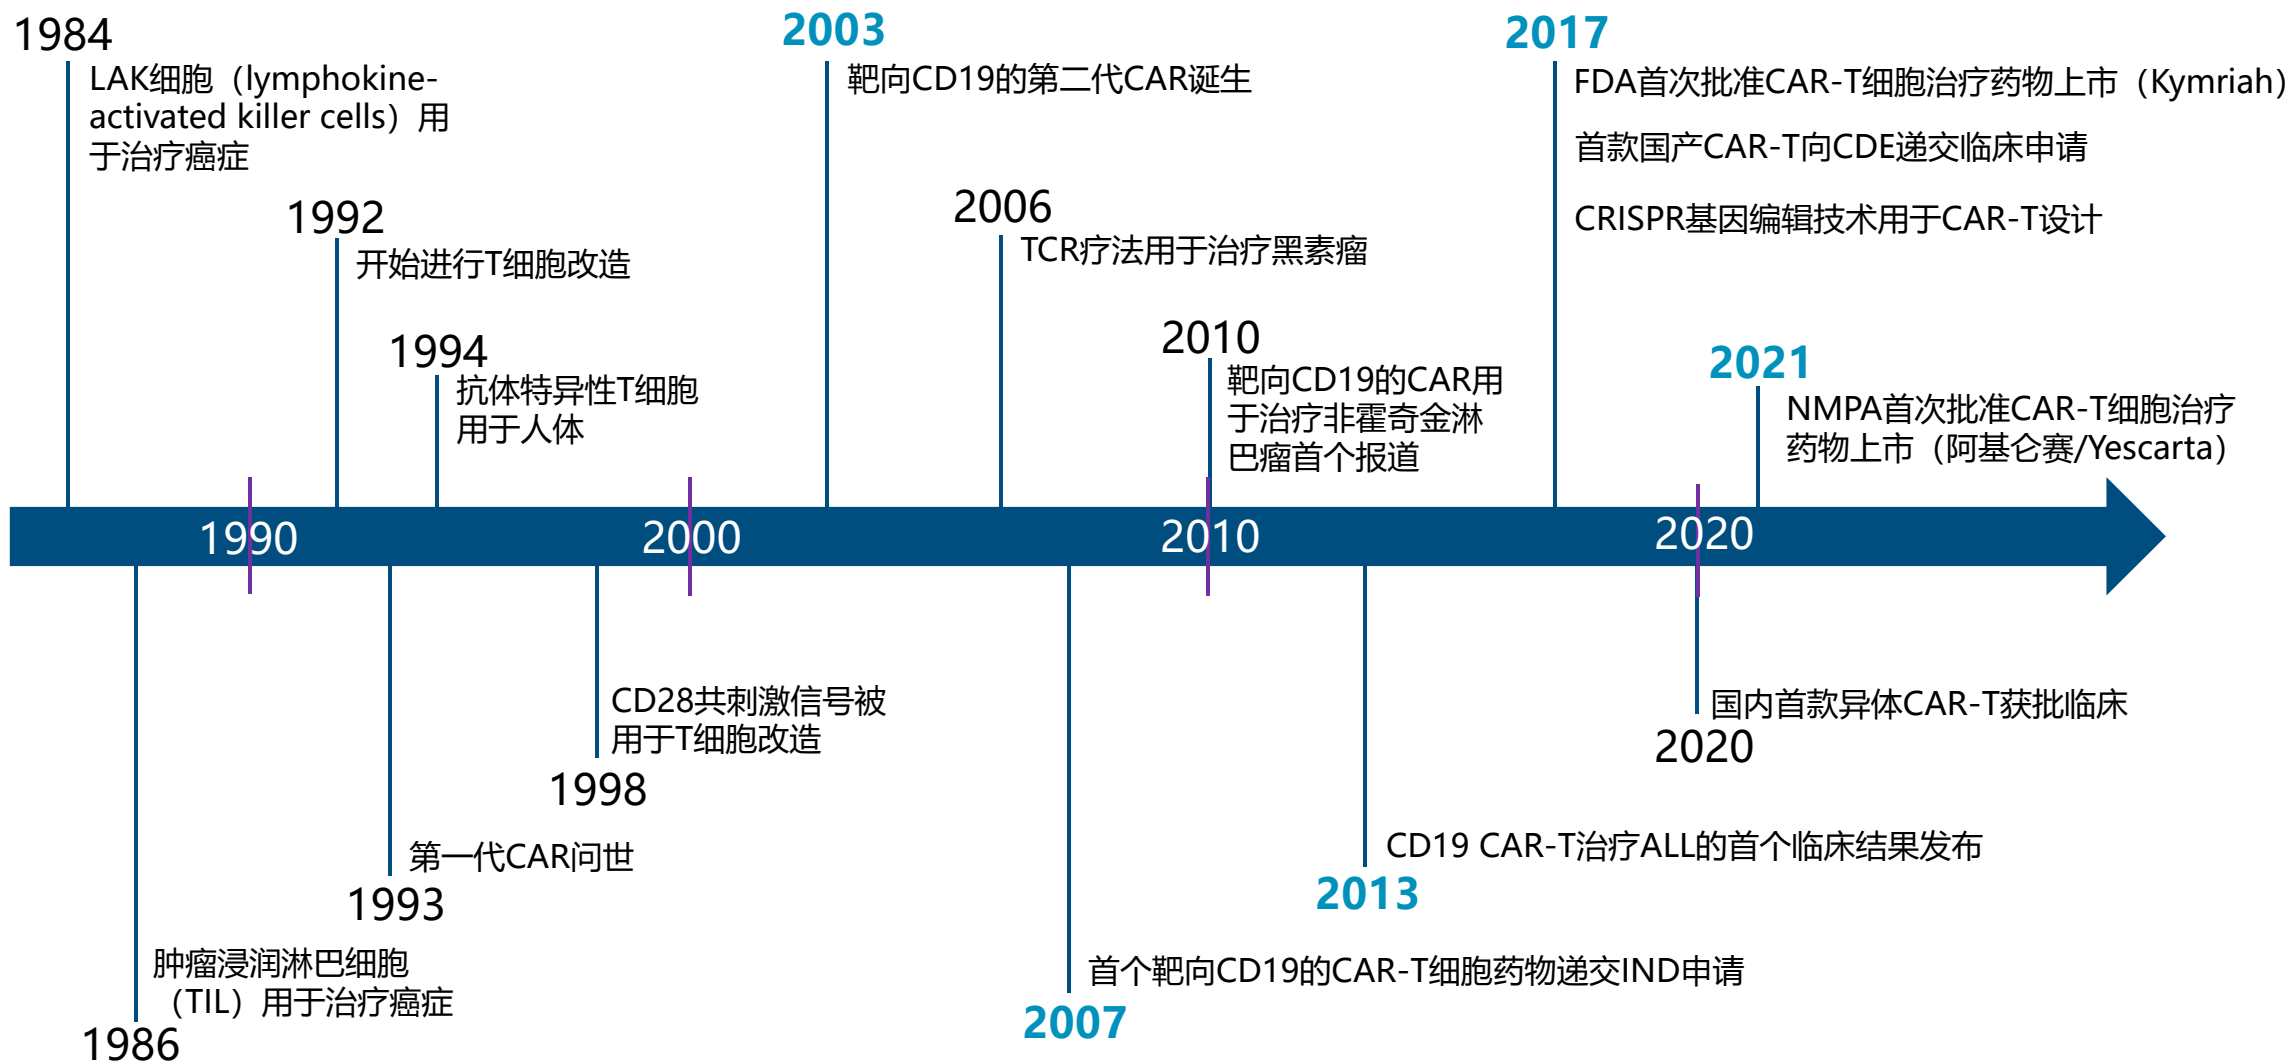 1984
LAK细胞（lymphokine-
activated killer cells）用
于治疗癌症
1992
开始进行T细胞改造
1994
抗体特异性T细胞
用于人体
2003
靶向CD19的第二代CAR诞生
2006
TCR疗法用于治疗黑素瘤
2010
靶向CD19的CAR用
于治疗非霍奇金淋
巴瘤首个报道
2017
FDA首次批准CAR-T细胞治疗药物上市（Kymriah）
首款国产CAR-T向CDE递交临床申请
CRISPR基因编辑技术用于CAR-T设计
2021
NMPA首次批准CAR-T细胞治疗
药物上市（阿基仑赛/Yescarta）
1990
2000
2010
2020
肿瘤浸润淋巴细胞
（TIL）用于治疗癌症
1986
第一代CAR问世
1993
CD28共刺激信号被
用于T细胞改造
1998
首个靶向CD19的CAR-T细胞药物递交IND申请
2007
CD19 CAR-T治疗ALL的首个临床结果发布
2013
国内首款异体CAR-T获批临床
2020